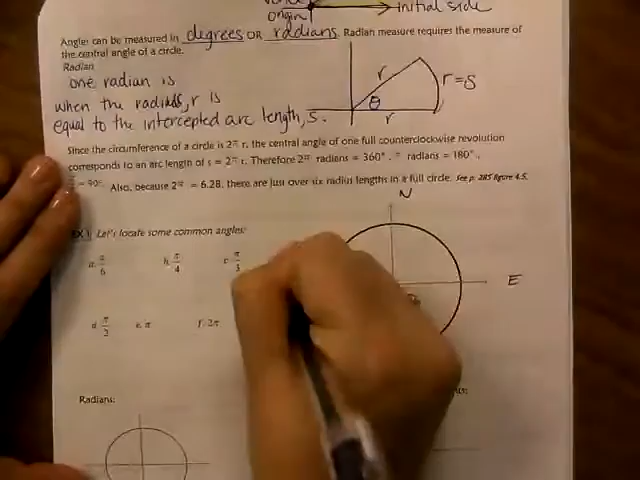 origin
Initial side
Angles can be measured in degrees OR radians. Radian measure requires the measure of
the central angle of a circle.
Radian
one radian is
when the radius, r is
equal to the intercepted arc length, s.
r
r = s
θ
r
Since the circumference of a circle is 2π r, the central angle of one full counterclockwise revolution
corresponds to an arc length of s = 2π r. Therefore 2π radians = 360°, π radians = 180°,
= 90°. Also, because 2π ≈ 6.28, there are just over six radius lengths in a full circle. See p. 285 figure 4.5.
N
EX 1 Let's locate some common angles:
a. π/6
b. π/4
c. π/3
E
d. π/2
e. π
f. 2π
Radians: